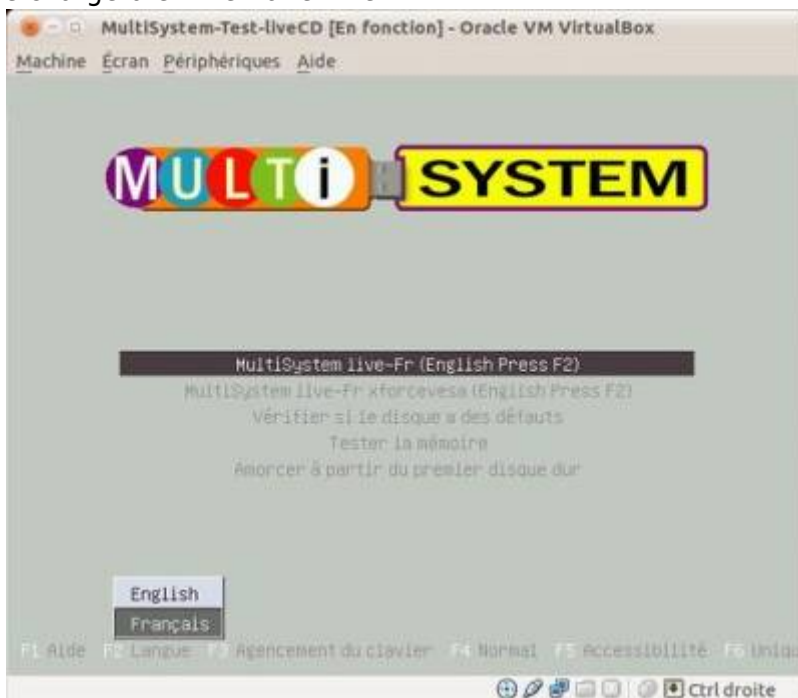 MultiSystem-Test-liveCD [En fonction] - Oracle VM VirtualBox
Machine Écran Périphériques Aide
MULTi SYSTEM
MultiSystem live-Fr (English Press F2)
MultiSystem live-Fr xforcevesa (English Press F2)
Vérifier si le disque a des défauts
Tester la mémoire
Amorcer à partir du premier disque dur
English
Français
F1 Aide F2 Langue F3 Agencement du clavier F4 Normal F5 Accessibilité F6
Ctrl droite